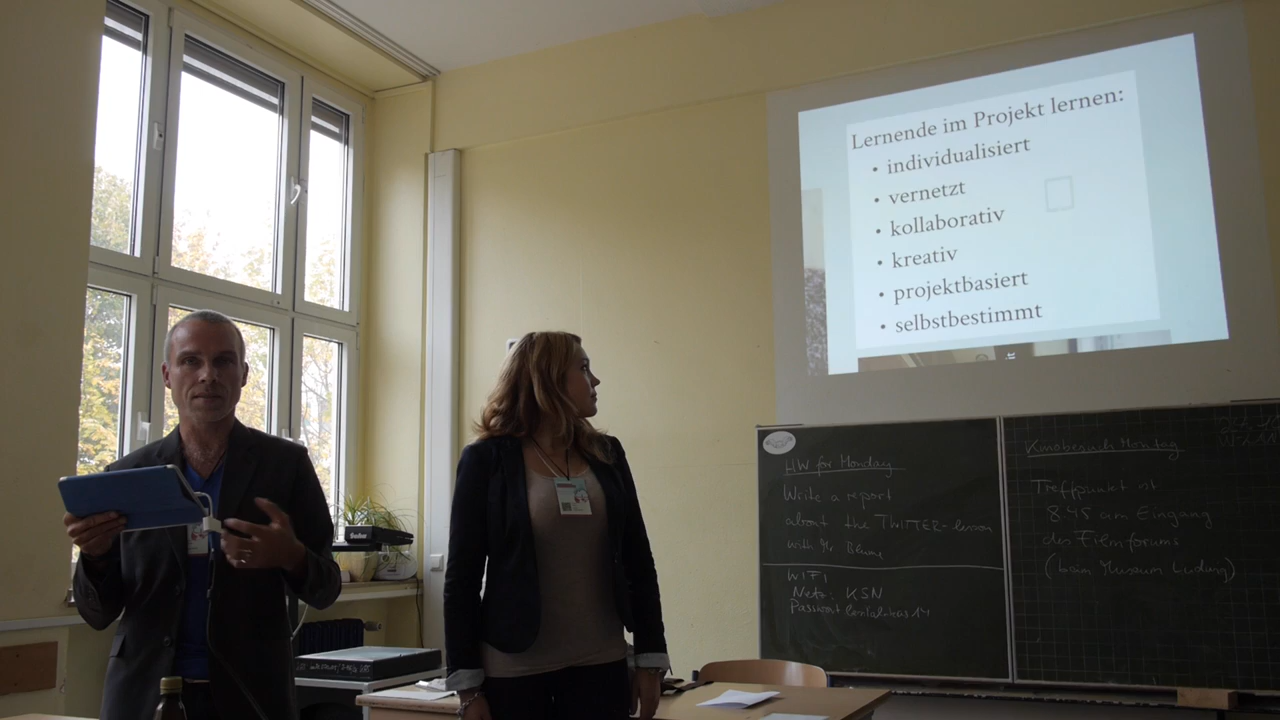 Lernende im Projekt lernen:
• individualisiert
• vernetzt
• kollaborativ
• kreativ
• projektbasiert
• selbstbestimmt
HW for Monday
Write a report
about the TWITTER-lesson
with Mr Blume
WIFI
Netz: KSN
Passwort
Kinobesuch Montag
Treffpunkt ist
8.45 am Eingang
des Filmforums
(beim Museum Ludwig)